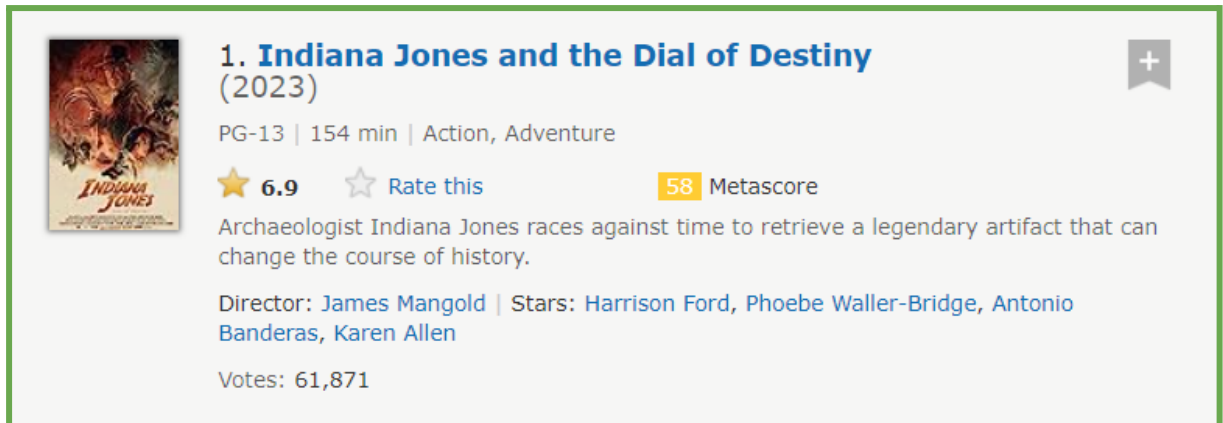 1. Indiana Jones and the Dial of Destiny
(2023)
PG-13 | 154 min | Action, Adventure
6.9 Rate this 58 Metascore
Archaeologist Indiana Jones races against time to retrieve a legendary artifact that can
change the course of history.
Director: James Mangold | Stars: Harrison Ford, Phoebe Waller-Bridge, Antonio
Banderas, Karen Allen
Votes: 61,871
INDIANA
JONES